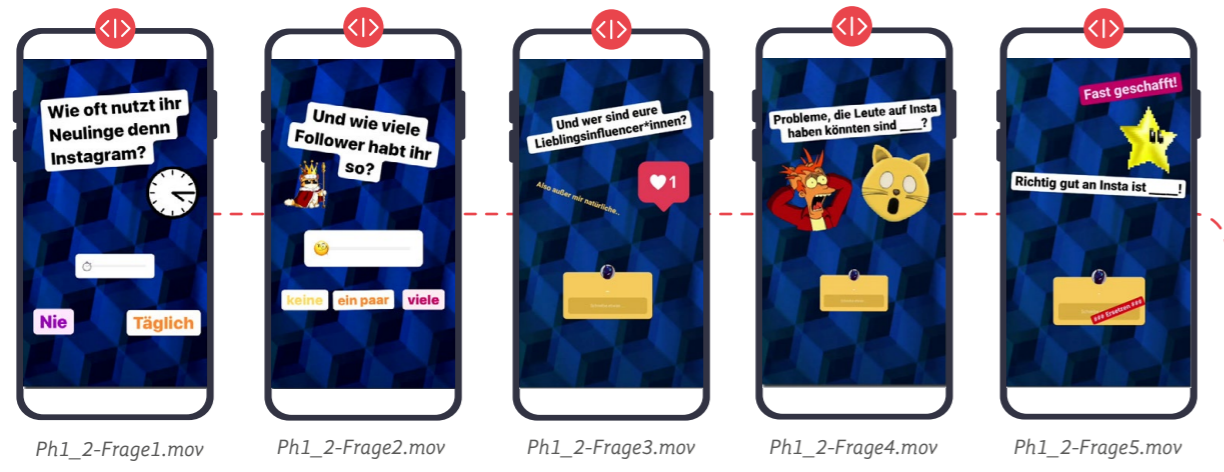 Wie oft nutzt ihr
Neulinge denn
Instagram?
Nie
Täglich
Ph1_2-Frage1.mov
Und wie viele
Follower habt ihr
so?
keine
ein paar
viele
Ph1_2-Frage2.mov
Und wer sind eure
Lieblingsinfluencer*innen?
Also außer mir natürliche..
1
Ph1_2-Frage3.mov
Probleme, die Leute auf Insta
haben könnten sind ____?
Ph1_2-Frage4.mov
Fast geschafft!
Richtig gut an Insta ist _____!
### Ersetzen ###
Ph1_2-Frage5.mov